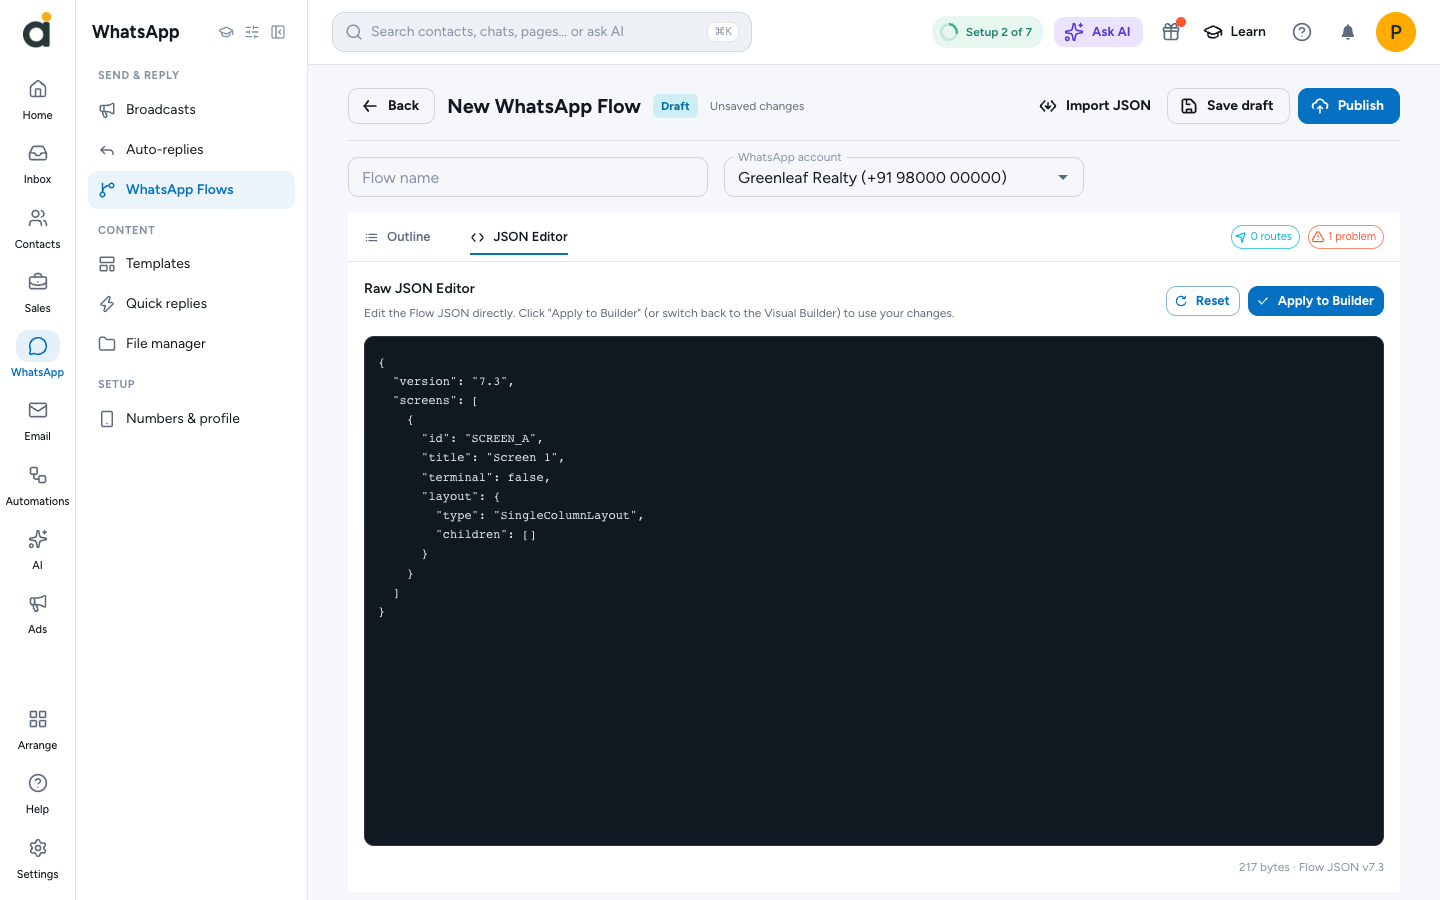 WhatsApp
Search contacts, chats, pages... or ask AI
⌘K
Setup 2 of 7
Ask AI
Learn
P
Home
Inbox
Contacts
Sales
WhatsApp
Email
Automations
AI
Ads
Arrange
Help
Settings
SEND & REPLY
Broadcasts
Auto-replies
WhatsApp Flows
CONTENT
Templates
Quick replies
File manager
SETUP
Numbers & profile
Back
New WhatsApp Flow
Draft
Unsaved changes
Import JSON
Save draft
Publish
Flow name
WhatsApp account
Greenleaf Realty (+91 98000 00000)
Outline
JSON Editor
0 routes
1 problem
Raw JSON Editor
Edit the Flow JSON directly. Click "Apply to Builder" (or switch back to the Visual Builder) to use your changes.
Reset
Apply to Builder
{
  "version": "7.3",
  "screens": [
    {
      "id": "SCREEN_A",
      "title": "Screen 1",
      "terminal": false,
      "layout": {
        "type": "SingleColumnLayout",
        "children": []
      }
    }
  ]
}
217 bytes · Flow JSON v7.3